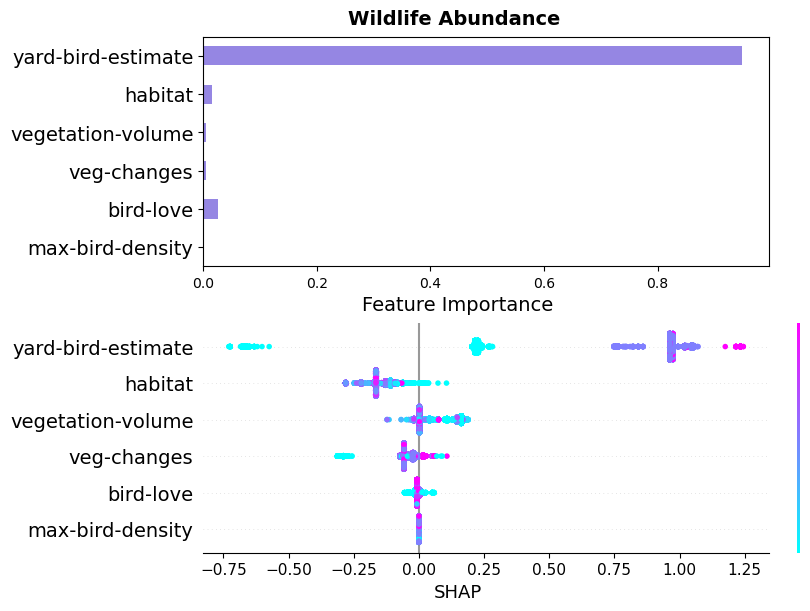 Wildlife Abundance
yard-bird-estimate
habitat
vegetation-volume
veg-changes
bird-love
max-bird-density
0.0 0.2 0.4 0.6 0.8
Feature Importance
yard-bird-estimate
habitat
vegetation-volume
veg-changes
bird-love
max-bird-density
−0.75 −0.50 −0.25 0.00 0.25 0.50 0.75 1.00 1.25
SHAP